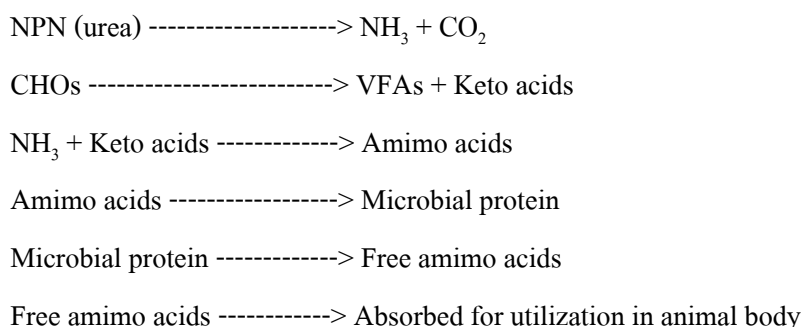 NPN (urea) --------------------> NH₃ + CO₂
CHOs --------------------------> VFAs + Keto acids
NH₃ + Keto acids -------------> Amimo acids
Amimo acids ------------------> Microbial protein
Microbial protein -------------> Free amimo acids
Free amimo acids ------------> Absorbed for utilization in animal body